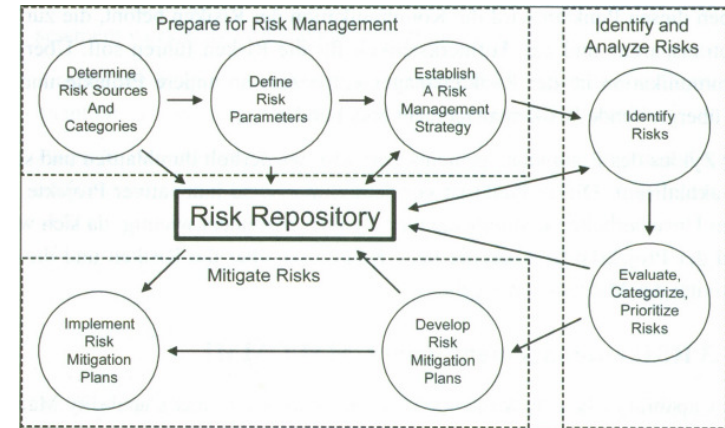 Prepare for Risk Management
Identify and
Analyze Risks
Determine
Risk Sources
And
Categories
Define
Risk
Parameters
Establish
A Risk
Management
Strategy
Identify
Risks
Risk Repository
Mitigate Risks
Implement
Risk
Mitigation
Plans
Develop
Risk
Mitigation
Plans
Evaluate,
Categorize,
Prioritize
Risks